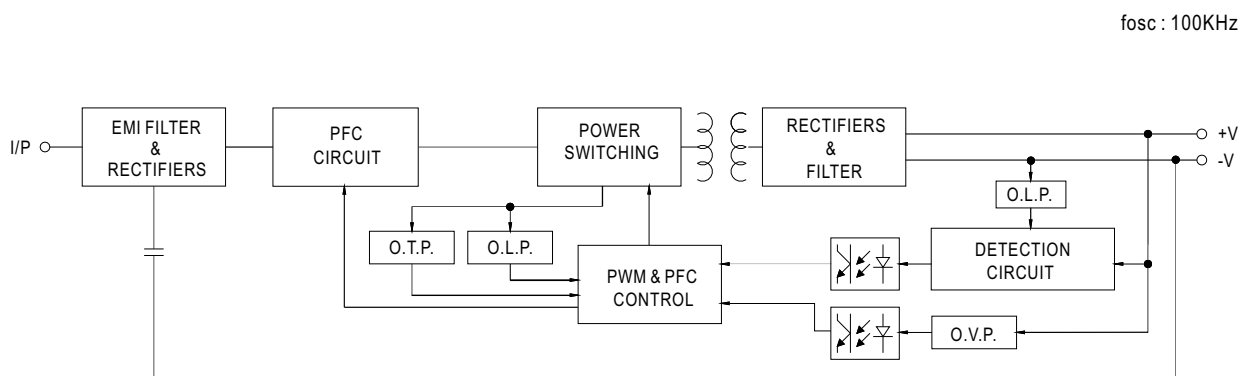 fosc : 100KHz
I/P
EMI FILTER
&
RECTIFIERS
PFC
CIRCUIT
POWER
SWITCHING
RECTIFIERS
&
FILTER
+V
-V
O.L.P.
O.T.P.
O.L.P.
PWM & PFC
CONTROL
DETECTION
CIRCUIT
O.V.P.